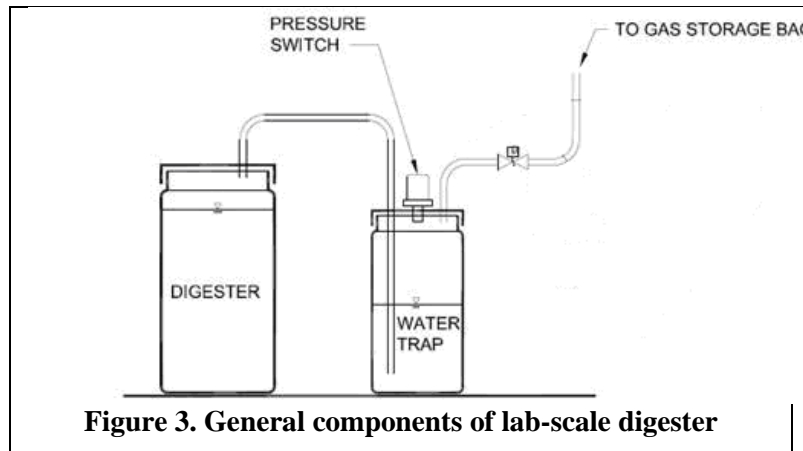 PRESSURE
SWITCH
TO GAS STORAGE BAG
DIGESTER
WATER
TRAP
Figure 3. General components of lab-scale digester